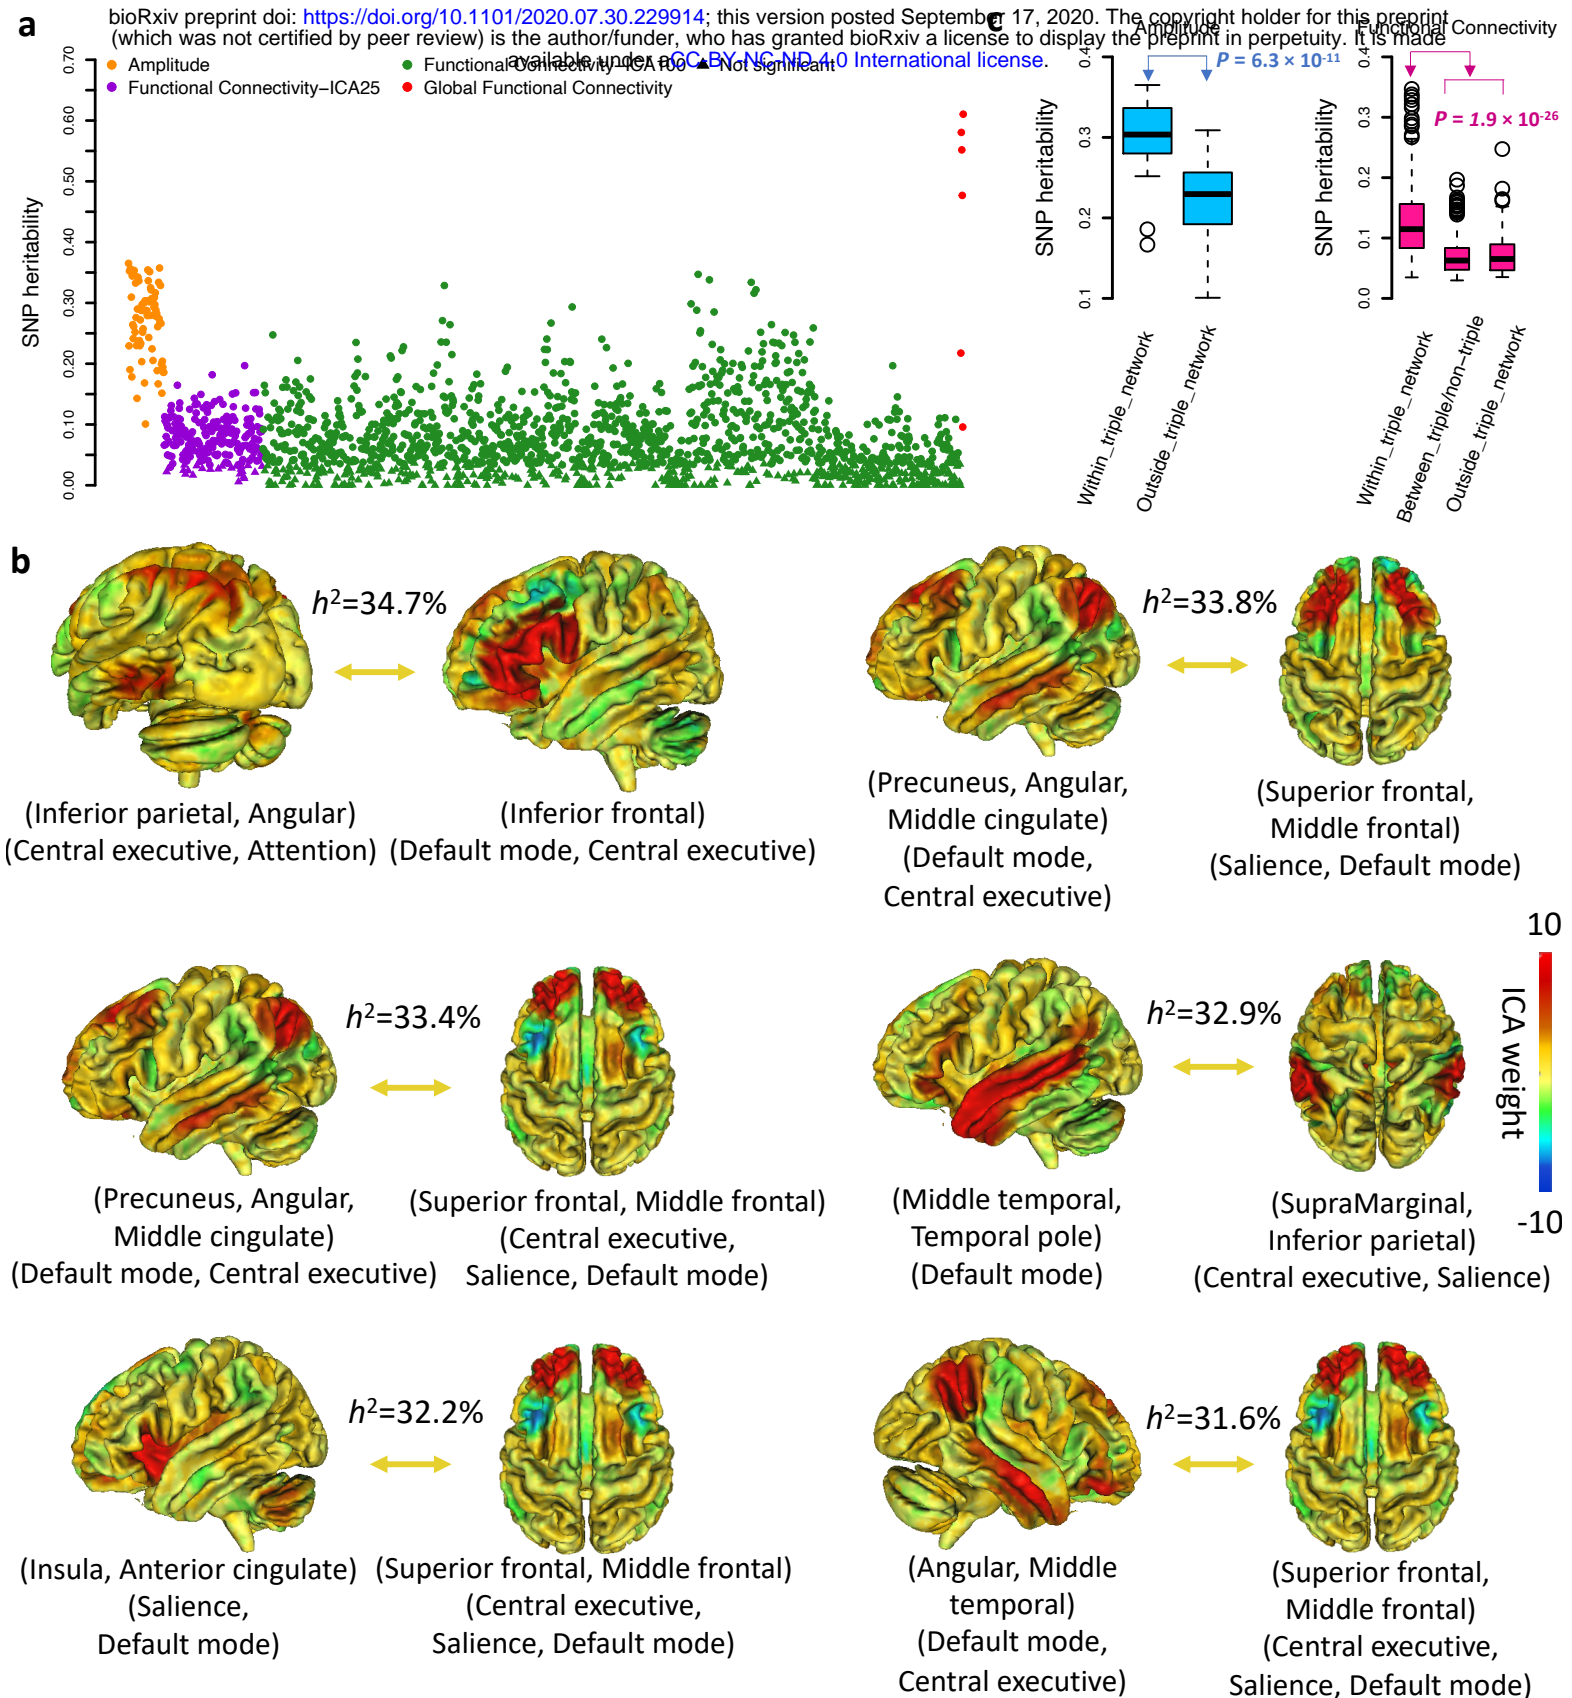 bioRxiv preprint doi: https://doi.org/10.1101/2020.07.30.229914; this version posted September 17, 2020. The copyright holder for this preprint
(which was not certified by peer review) is the author/funder, who has granted bioRxiv a license to display the preprint in perpetuity. It is made
available under aCC-BY-NC-ND 4.0 International license.
a
Amplitude
Functional Connectivity−ICA100
Not significant
Functional Connectivity−ICA25
Global Functional Connectivity
SNP heritability
0.70
0.60
0.50
0.40
0.30
0.20
0.10
0.00
c
Amplitude
P = 6.3 × 10-11
SNP heritability
0.4
0.3
0.2
0.1
Within_triple_network
Outside_triple_network
Functional Connectivity
P = 1.9 × 10-26
SNP heritability
0.4
0.3
0.2
0.1
0.0
Within_triple_network
Between_triple/non−triple
Outside_triple_network
b
h2=34.7%
(Inferior parietal, Angular)
(Central executive, Attention)
(Inferior frontal)
(Default mode, Central executive)
h2=33.8%
(Precuneus, Angular,
Middle cingulate)
(Default mode,
Central executive)
(Superior frontal,
Middle frontal)
(Salience, Default mode)
h2=33.4%
(Precuneus, Angular,
Middle cingulate)
(Default mode, Central executive)
(Superior frontal, Middle frontal)
(Central executive,
Salience, Default mode)
h2=32.9%
(Middle temporal,
Temporal pole)
(Default mode)
(SupraMarginal,
Inferior parietal)
(Central executive, Salience)
10
ICA weight
-10
h2=32.2%
(Insula, Anterior cingulate)
(Salience,
Default mode)
(Superior frontal, Middle frontal)
(Central executive,
Salience, Default mode)
h2=31.6%
(Angular, Middle
temporal)
(Default mode,
Central executive)
(Superior frontal,
Middle frontal)
(Central executive,
Salience, Default mode)